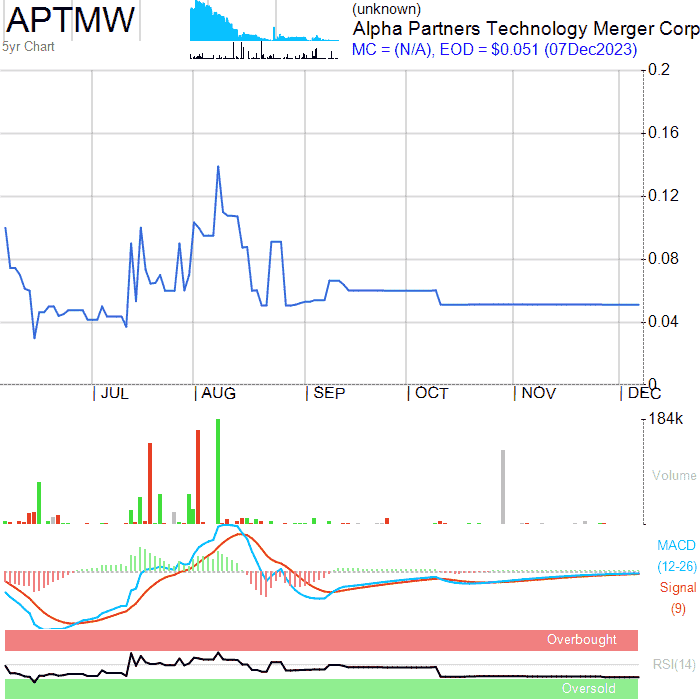 APTMW
5yr Chart
(unknown)
Alpha Partners Technology Merger Corp
MC = (N/A), EOD = $0.051 (07Dec2023)
0.2
0.16
0.12
0.08
0.04
0
JUL AUG SEP OCT NOV DEC
184k
Volume
MACD
(12-26)
Signal
(9)
Overbought
RSI(14)
Oversold